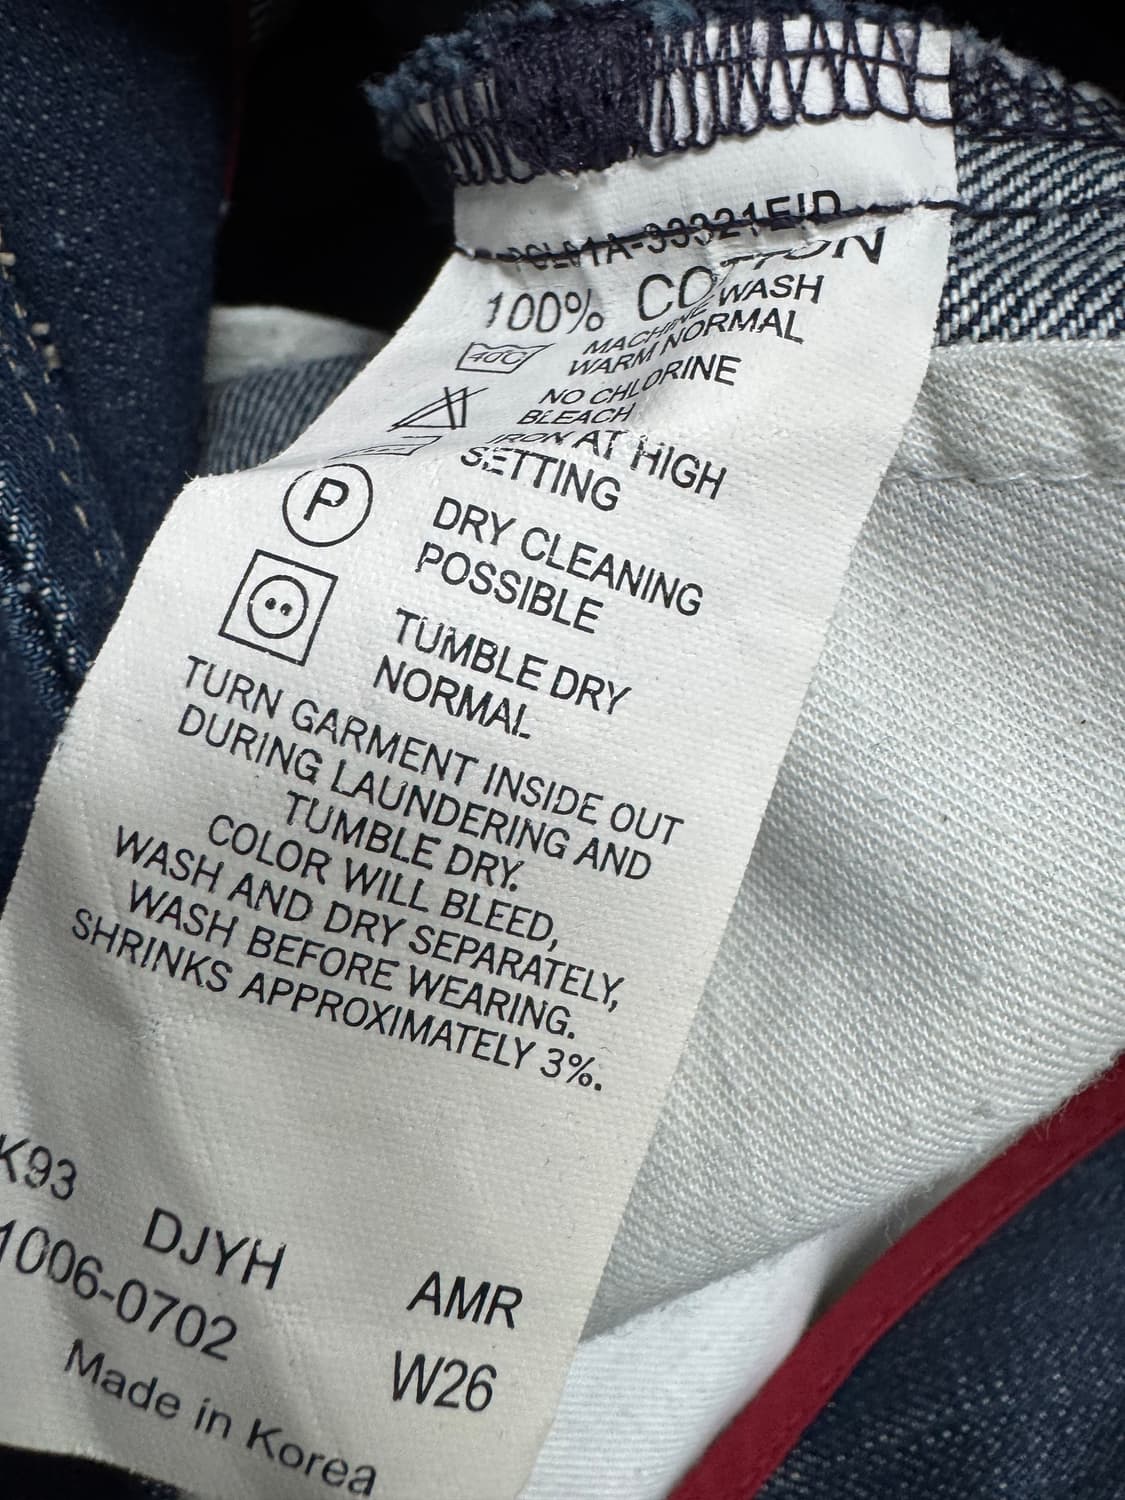 100% COTTON
40C
MACHINE WASH
WARM NORMAL
NO CHLORINE
BLEACH
IRON AT HIGH
SETTING
P
DRY CLEANING
POSSIBLE
TUMBLE DRY
NORMAL
TURN GARMENT INSIDE OUT
DURING LAUNDERING AND
TUMBLE DRY.
COLOR WILL BLEED,
WASH AND DRY SEPARATELY,
WASH BEFORE WEARING.
SHRINKS APPROXIMATELY 3%.
K93
DJYH
AMR
1006-0702
W26
Made in Korea